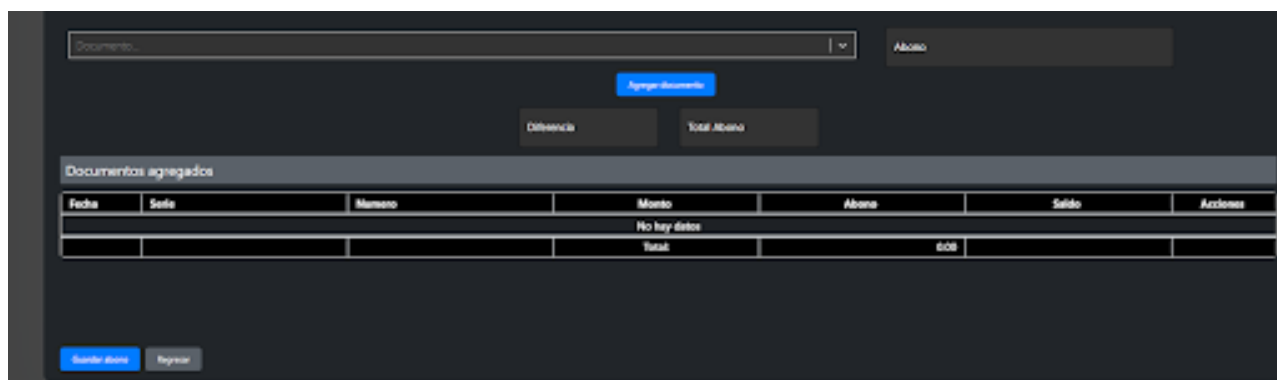 Documento...
Abono
Agregar documento
Diferencia Total Abono
Documentos agregados
Fecha Serie Numero Monto Abono Saldo Acciones
No hay datos
Total: 0.00
Guardar abono Regresar